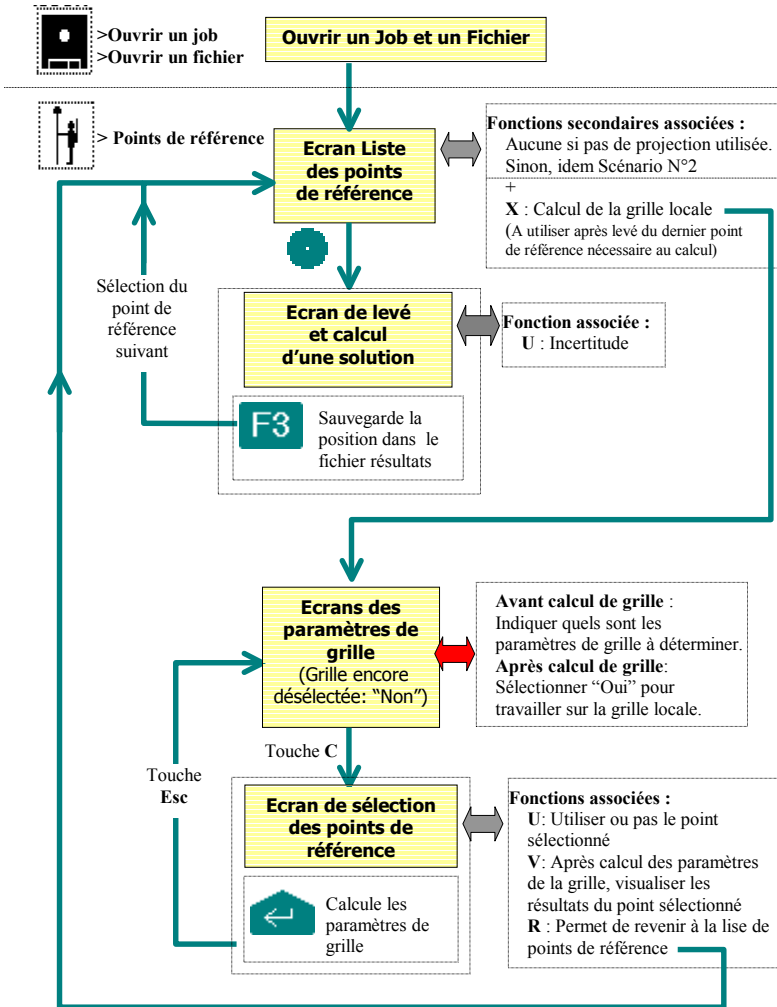 >Ouvrir un job
>Ouvrir un fichier
Ouvrir un Job et un Fichier
> Points de référence
Ecran Liste
des points
de référence
Fonctions secondaires associées :
Aucune si pas de projection utilisée.
Sinon, idem Scénario N°2
+
X : Calcul de la grille locale
(A utiliser après levé du dernier point
de référence nécessaire au calcul)
Sélection du
point de
référence
suivant
Ecran de levé
et calcul
d’une solution
Fonction associée :
U : Incertitude
F3
Sauvegarde la
position dans le
fichier résultats
Ecrans des
paramètres de
grille
(Grille encore
désélectée: “Non”)
Avant calcul de grille :
Indiquer quels sont les
paramètres de grille à déterminer.
Après calcul de grille:
Sélectionner “Oui” pour
travailler sur la grille locale.
Touche C
Touche
Esc
Ecran de sélection
des points de
référence
Fonctions associées :
U: Utiliser ou pas le point
sélectionné
V: Après calcul des paramètres
de la grille, visualiser les
résultats du point sélectionné
R : Permet de revenir à la lise de
points de référence
Calcule les
paramètres de
grille